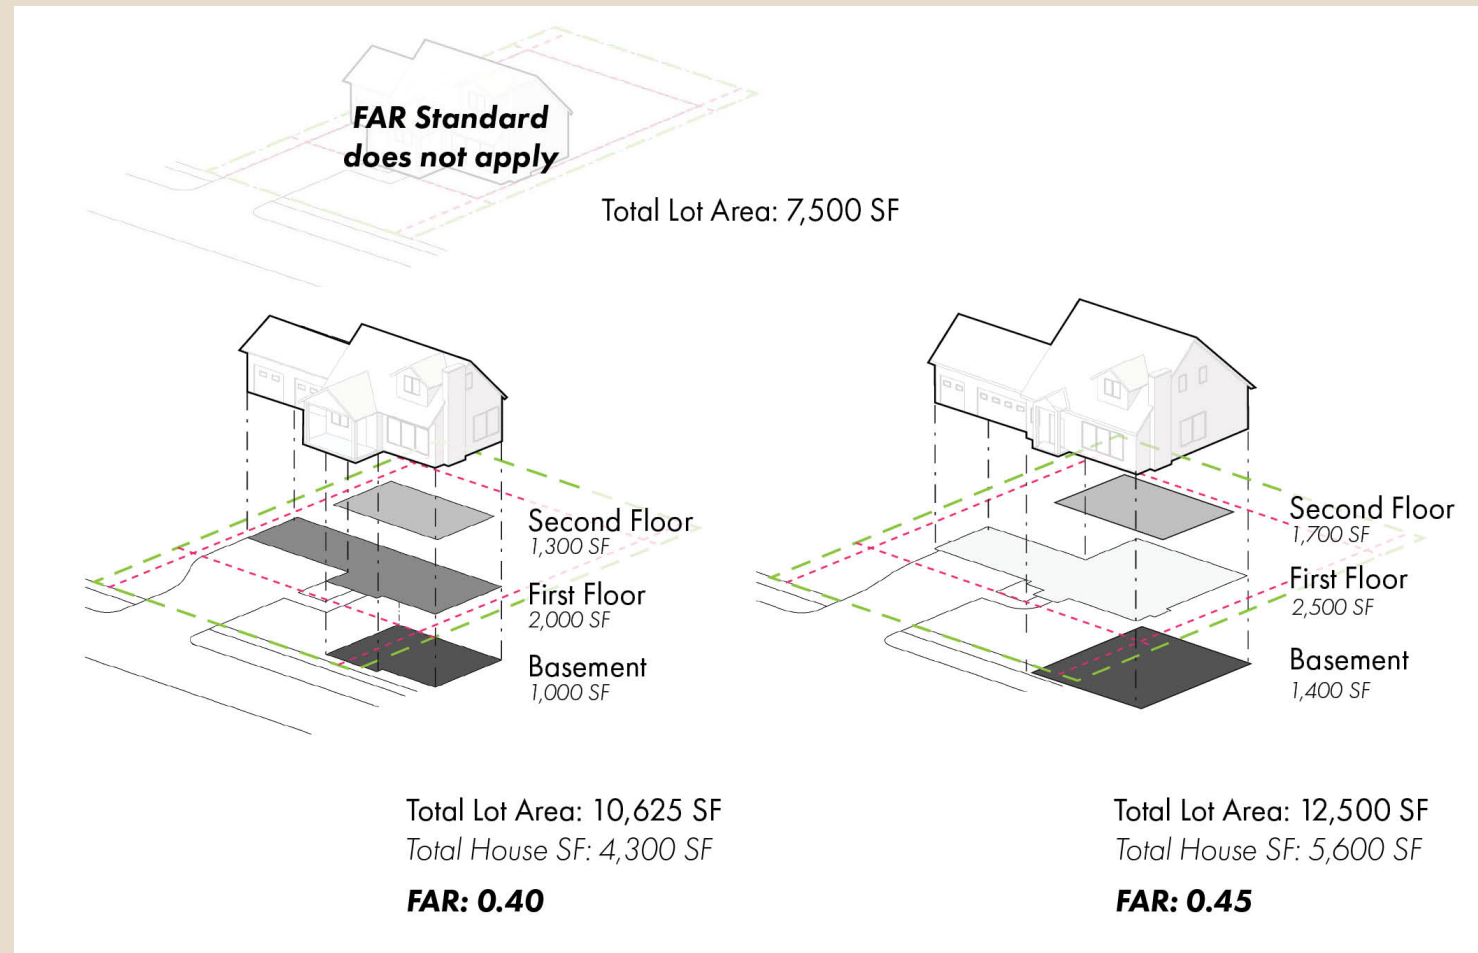 FAR Standard
does not apply
Total Lot Area: 7,500 SF
Second Floor
1,300 SF
First Floor
2,000 SF
Basement
1,000 SF
Total Lot Area: 10,625 SF
Total House SF: 4,300 SF
FAR: 0.40
Second Floor
1,700 SF
First Floor
2,500 SF
Basement
1,400 SF
Total Lot Area: 12,500 SF
Total House SF: 5,600 SF
FAR: 0.45